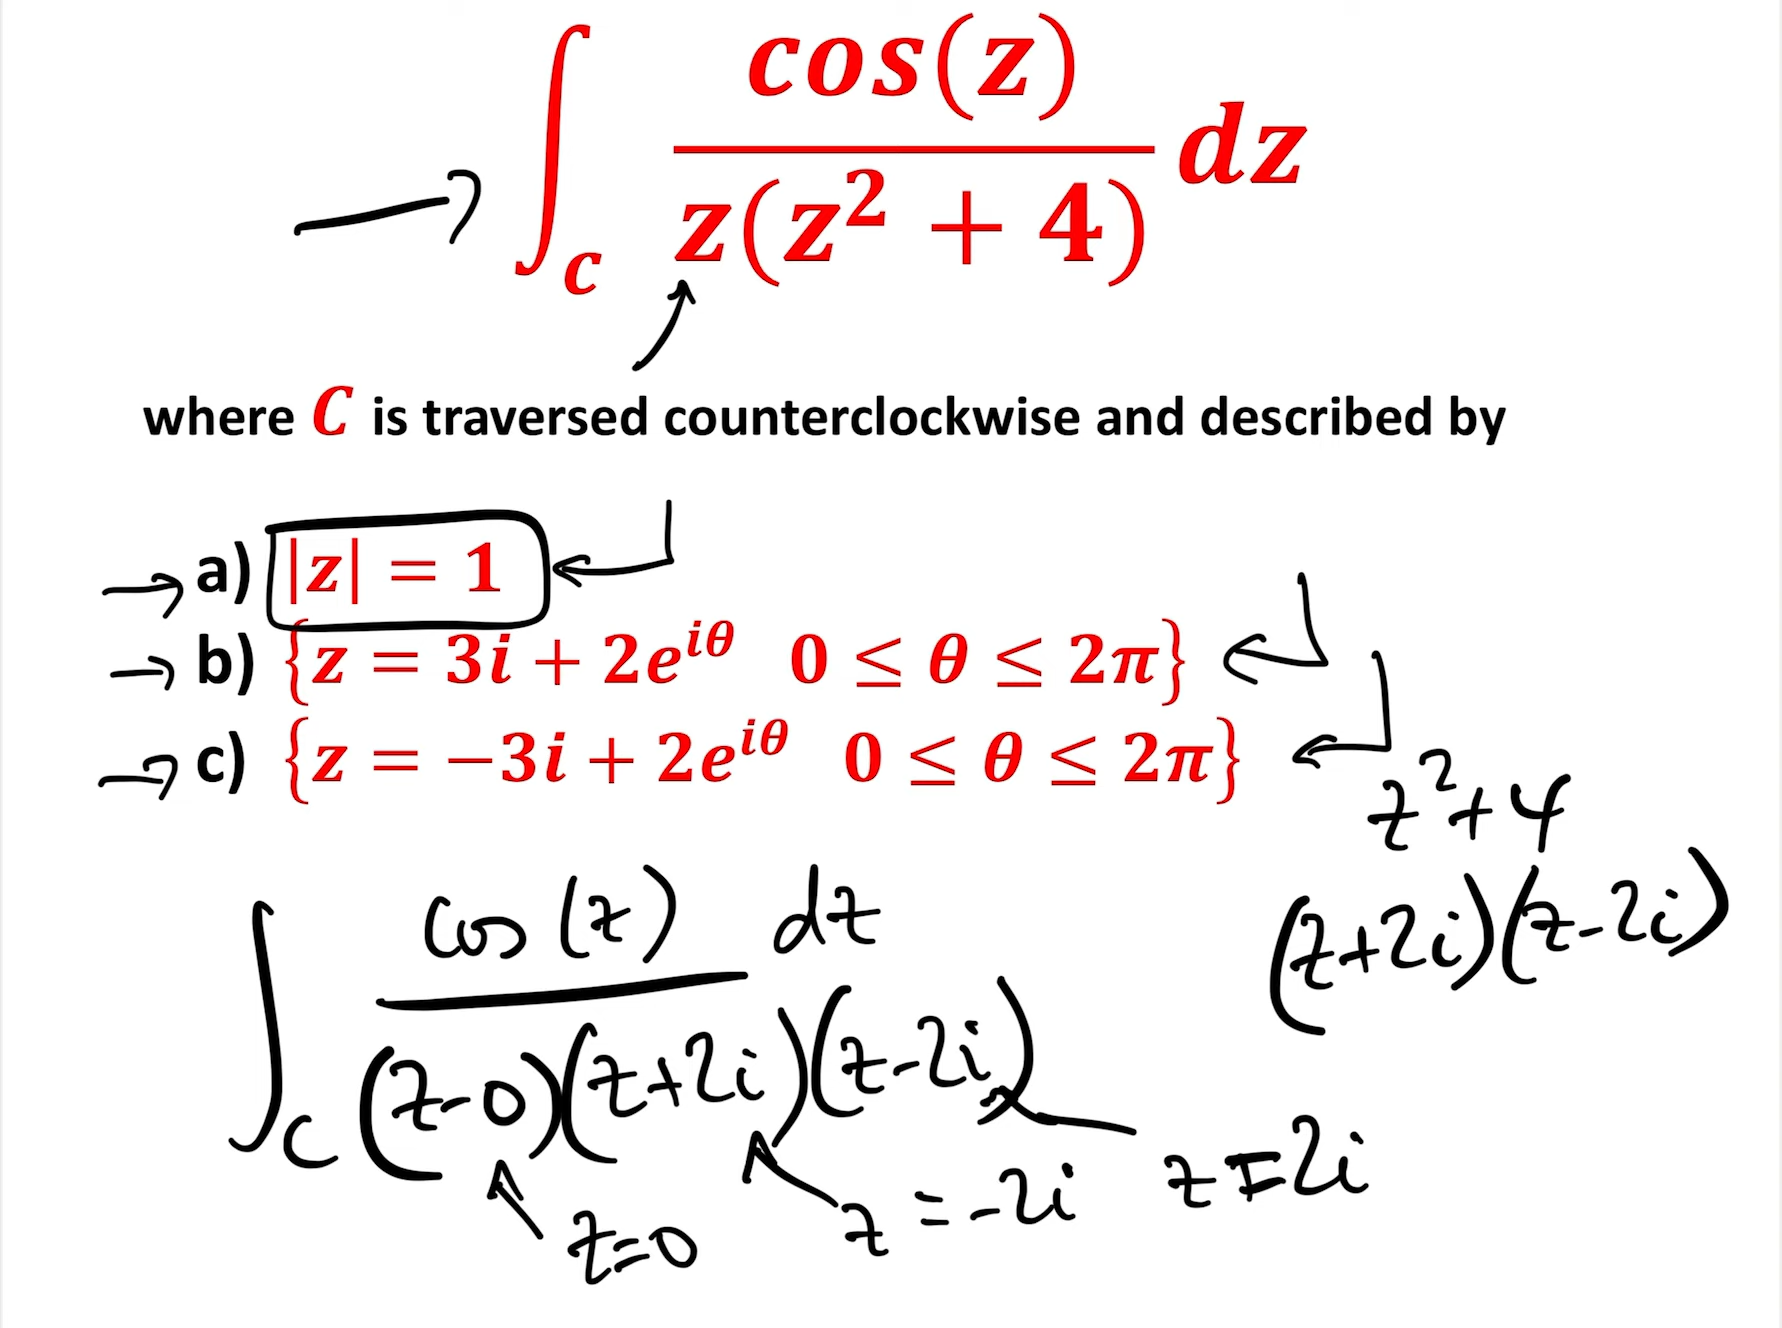 ∫_C cos(z) / z(z² + 4) dz
where C is traversed counterclockwise and described by
a) |z| = 1
b) {z = 3i + 2e^{iθ} 0 ≤ θ ≤ 2π}
c) {z = −3i + 2e^{iθ} 0 ≤ θ ≤ 2π}
z² + 4
(z+2i)(z-2i)
∫_C cos(z) dz / (z-0)(z+2i)(z-2i)
z=0
z = -2i
z = 2i